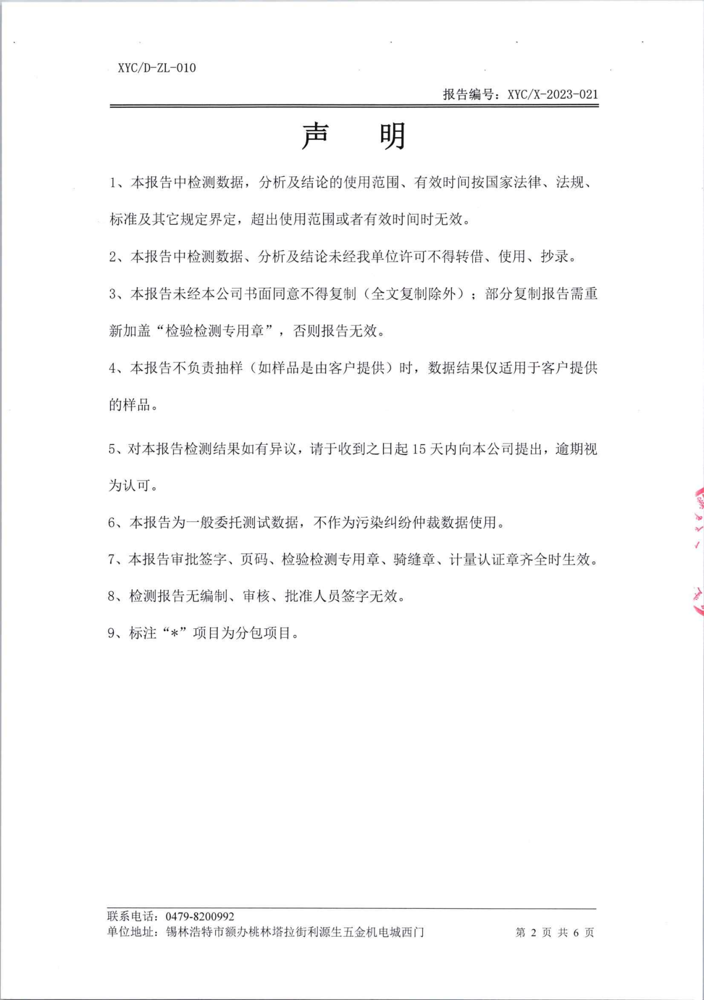 XYC/D-ZL-010
报告编号：XYC/X-2023-021
声 明
1、本报告中检测数据，分析及结论的使用范围、有效时间按国家法律、法规、
标准及其它规定界定，超出使用范围或者有效时间时无效。
2、本报告中检测数据、分析及结论未经我单位许可不得转借、使用、抄录。
3、本报告未经本公司书面同意不得复制（全文复制除外）；部分复制报告需重
新加盖“检验检测专用章”，否则报告无效。
4、本报告不负责抽样（如样品是由客户提供）时，数据结果仅适用于客户提供
的样品。
5、对本报告检测结果如有异议，请于收到之日起 15 天内向本公司提出，逾期视
为认可。
6、本报告为一般委托测试数据，不作为污染纠纷仲裁数据使用。
7、本报告审批签字、页码、检验检测专用章、骑缝章、计量认证章齐全时生效。
8、检测报告无编制、审核、批准人员签字无效。
9、标注“*”项目为分包项目。
联系电话：0479-8200992
单位地址：锡林浩特市额办桃林塔拉街利源生五金机电城西门
第 2 页 共 6 页